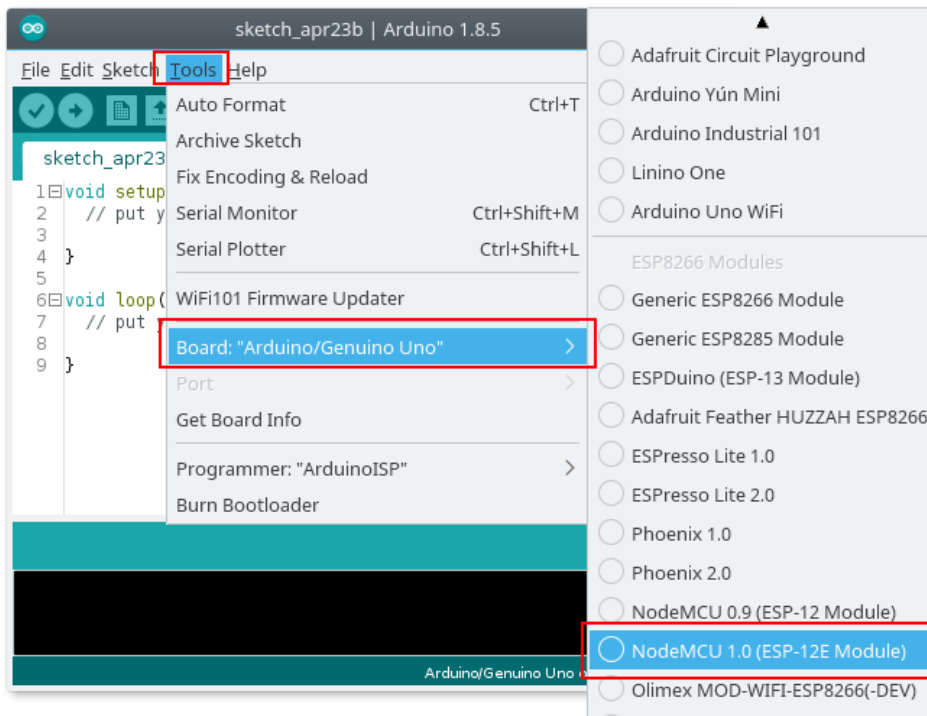 sketch_apr23b | Arduino 1.8.5
File Edit Sketch Tools Help
Auto Format Ctrl+T
Archive Sketch
Fix Encoding & Reload
Serial Monitor Ctrl+Shift+M
Serial Plotter Ctrl+Shift+L
WiFi101 Firmware Updater
Board: "Arduino/Genuino Uno"
Port
Get Board Info
Programmer: "ArduinoISP"
Burn Bootloader
sketch_apr23
1 void setup
2 // put y
3
4 }
5
6 void loop(
7 // put y
8
9 }
Arduino/Genuino Uno
Adafruit Circuit Playground
Arduino Yún Mini
Arduino Industrial 101
Linino One
Arduino Uno WiFi
ESP8266 Modules
Generic ESP8266 Module
Generic ESP8285 Module
ESPDuino (ESP-13 Module)
Adafruit Feather HUZZAH ESP8266
ESPresso Lite 1.0
ESPresso Lite 2.0
Phoenix 1.0
Phoenix 2.0
NodeMCU 0.9 (ESP-12 Module)
NodeMCU 1.0 (ESP-12E Module)
Olimex MOD-WIFI-ESP8266(-DEV)